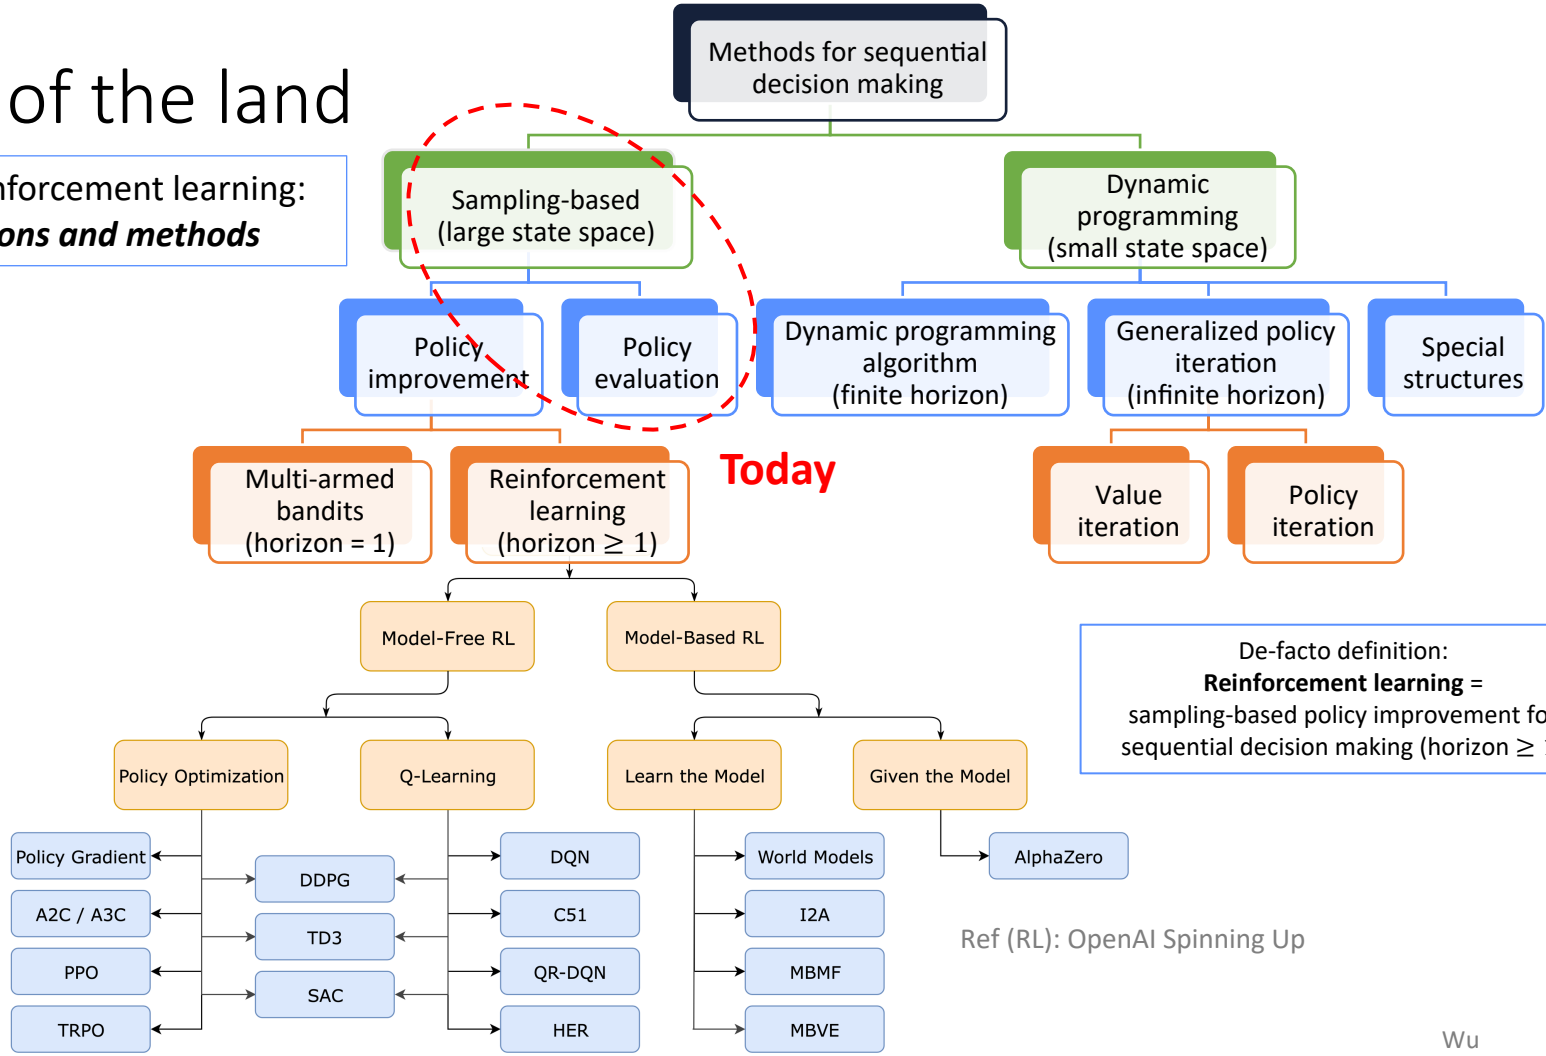 of the land
nforcement learning:
ons and methods
Methods for sequential
decision making
Sampling-based
(large state space)
Dynamic
programming
(small state space)
Policy
improvement
Policy
evaluation
Dynamic programming
algorithm
(finite horizon)
Generalized policy
iteration
(infinite horizon)
Special
structures
Today
Multi-armed
bandits
(horizon = 1)
Reinforcement
learning
(horizon ≥ 1)
Value
iteration
Policy
iteration
Model-Free RL
Model-Based RL
De-facto definition:
Reinforcement learning =
sampling-based policy improvement fo
sequential decision making (horizon ≥
Policy Optimization
Q-Learning
Learn the Model
Given the Model
Policy Gradient
A2C / A3C
PPO
TRPO
DDPG
TD3
SAC
DQN
C51
QR-DQN
HER
World Models
I2A
MBMF
MBVE
AlphaZero
Ref (RL): OpenAI Spinning Up
Wu